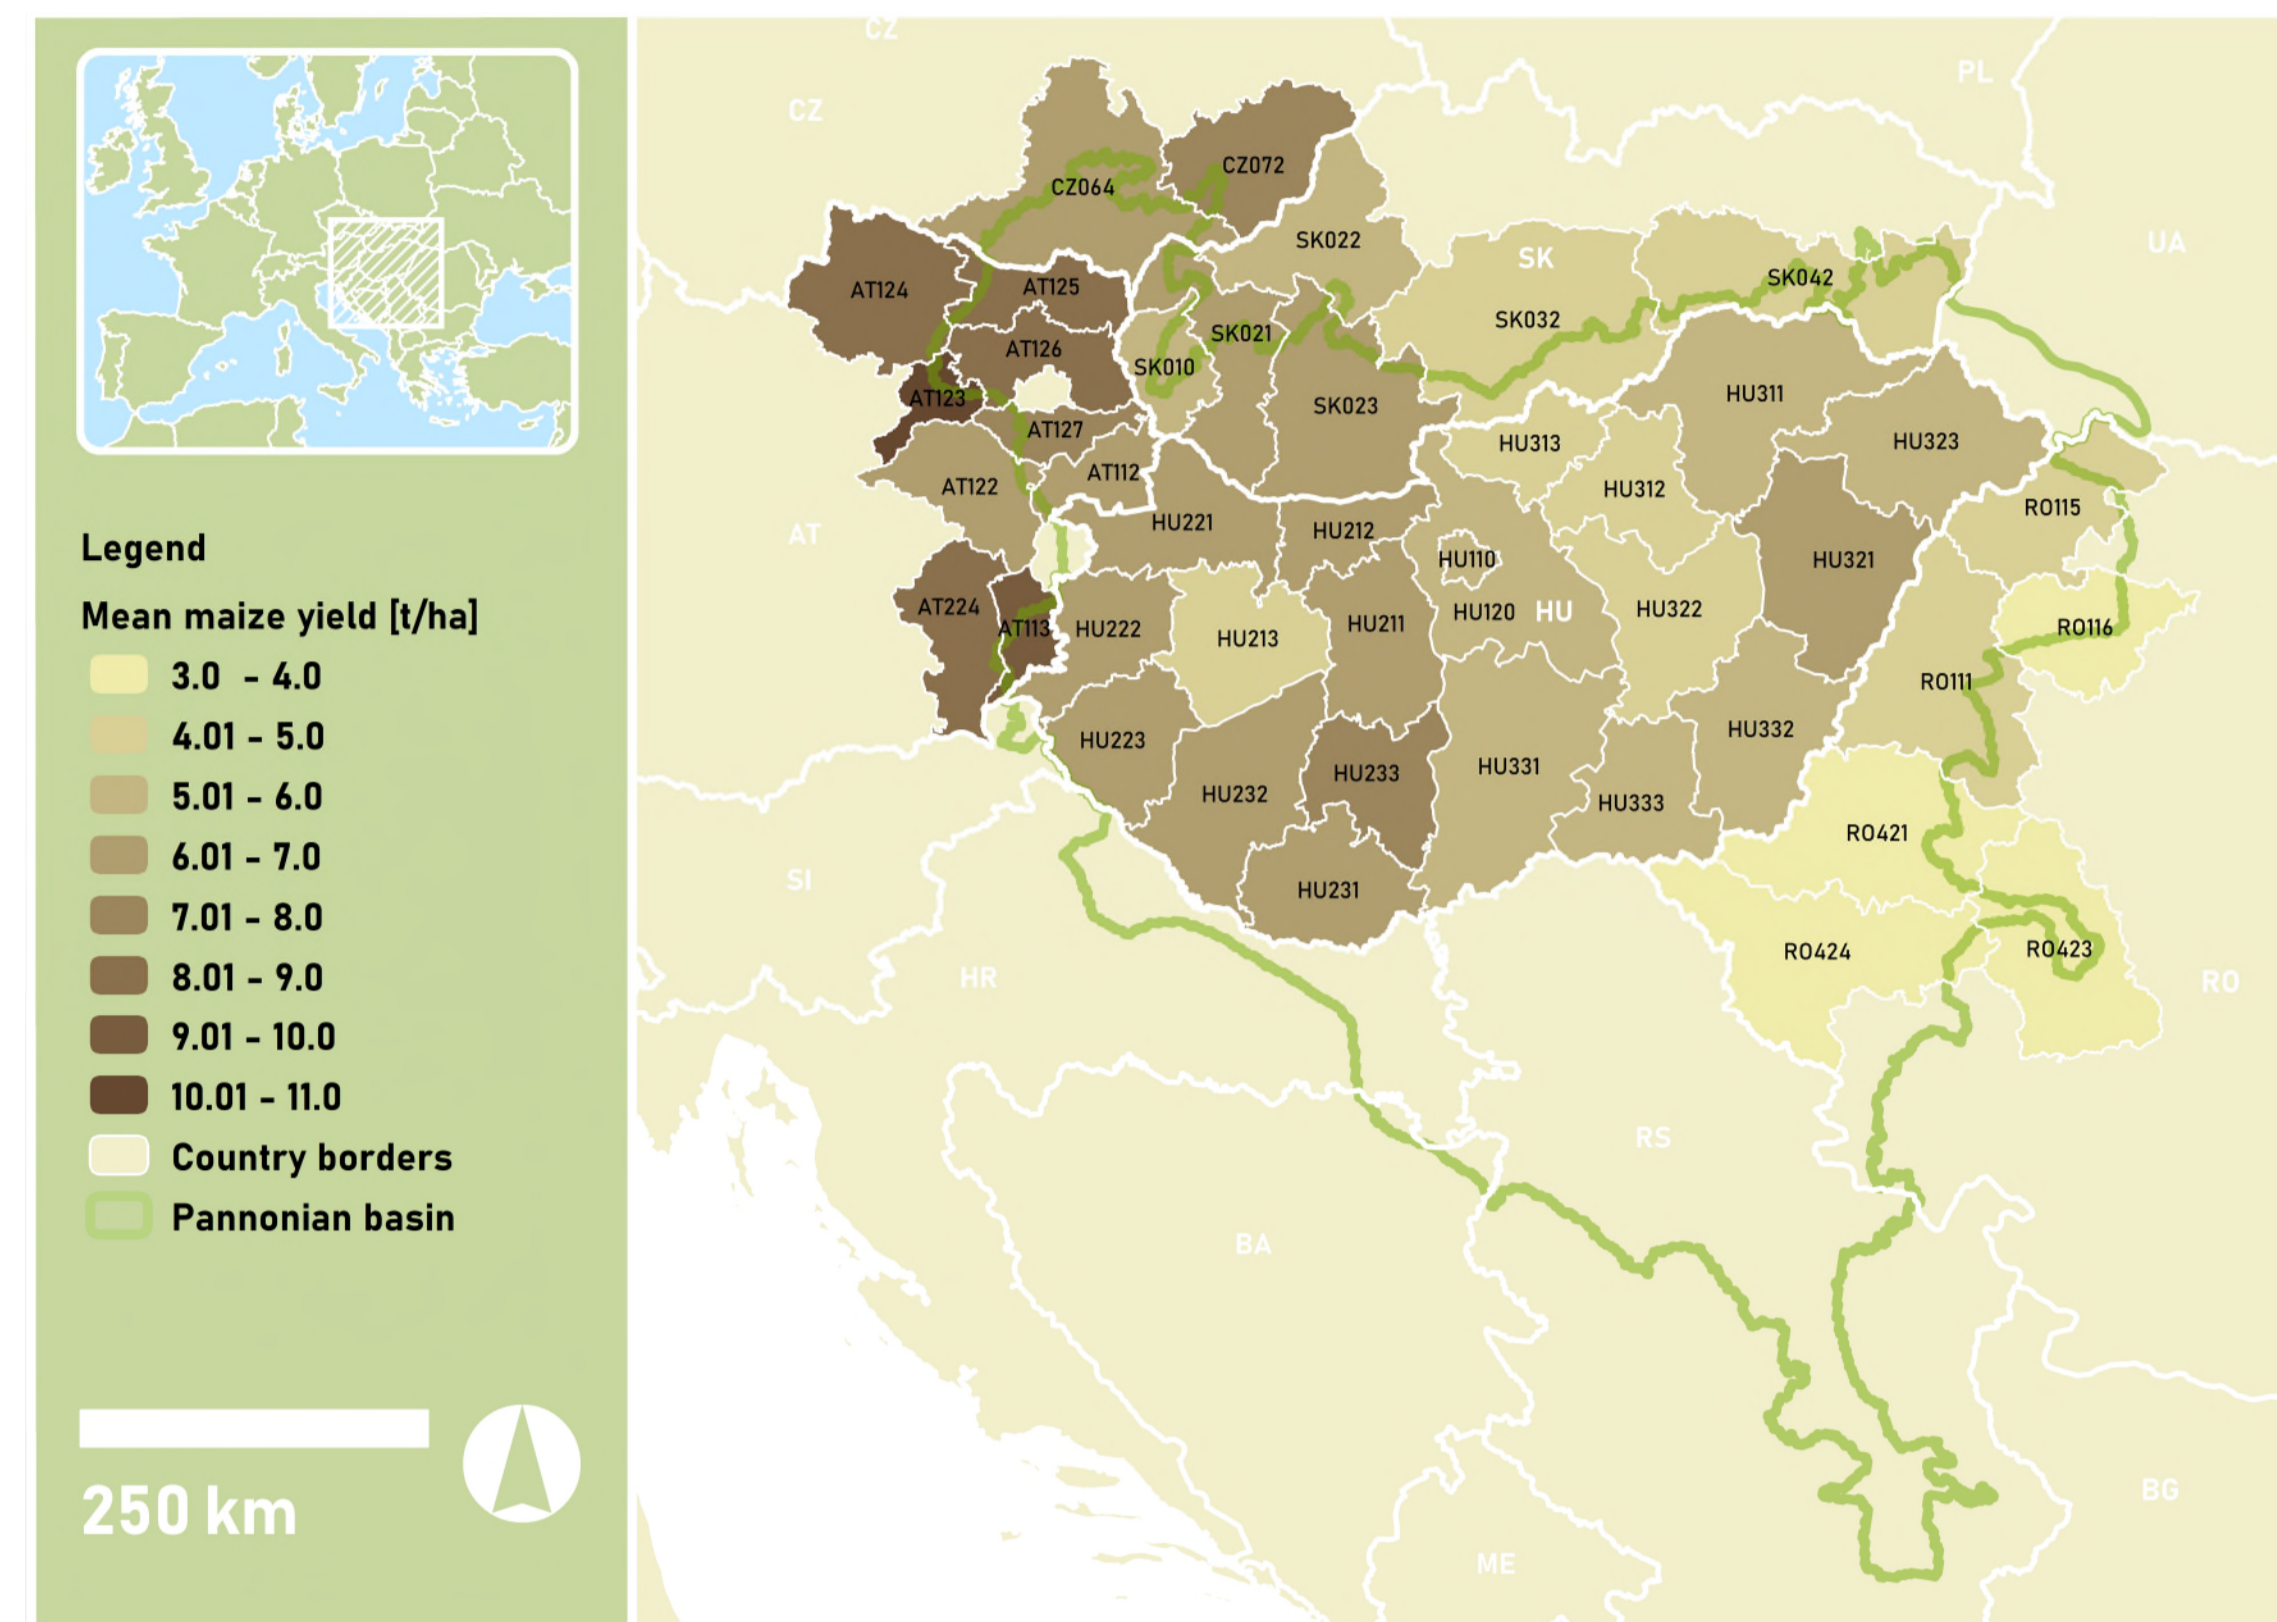 Legend
Mean maize yield [t/ha]
3.0 - 4.0
4.01 - 5.0
5.01 - 6.0
6.01 - 7.0
7.01 - 8.0
8.01 - 9.0
9.01 - 10.0
10.01 - 11.0
Country borders
Pannonian basin
250 km
CZ
PL
CZ
CZ072
CZ064
SK022
UA
SK
SK042
AT124
AT125
SK032
SK021
AT126
SK010
HU311
AT123
SK023
AT127
HU313
HU323
AT112
AT122
HU312
RO115
HU221
HU212
AT
HU110
HU321
AT224
HU322
HU120
HU
HU211
RO116
AT113
HU222
HU213
RO111
HU332
HU223
HU331
HU233
HU232
HU333
RO421
SI
HU231
RO423
RO424
HR
RO
RS
BA
BG
ME